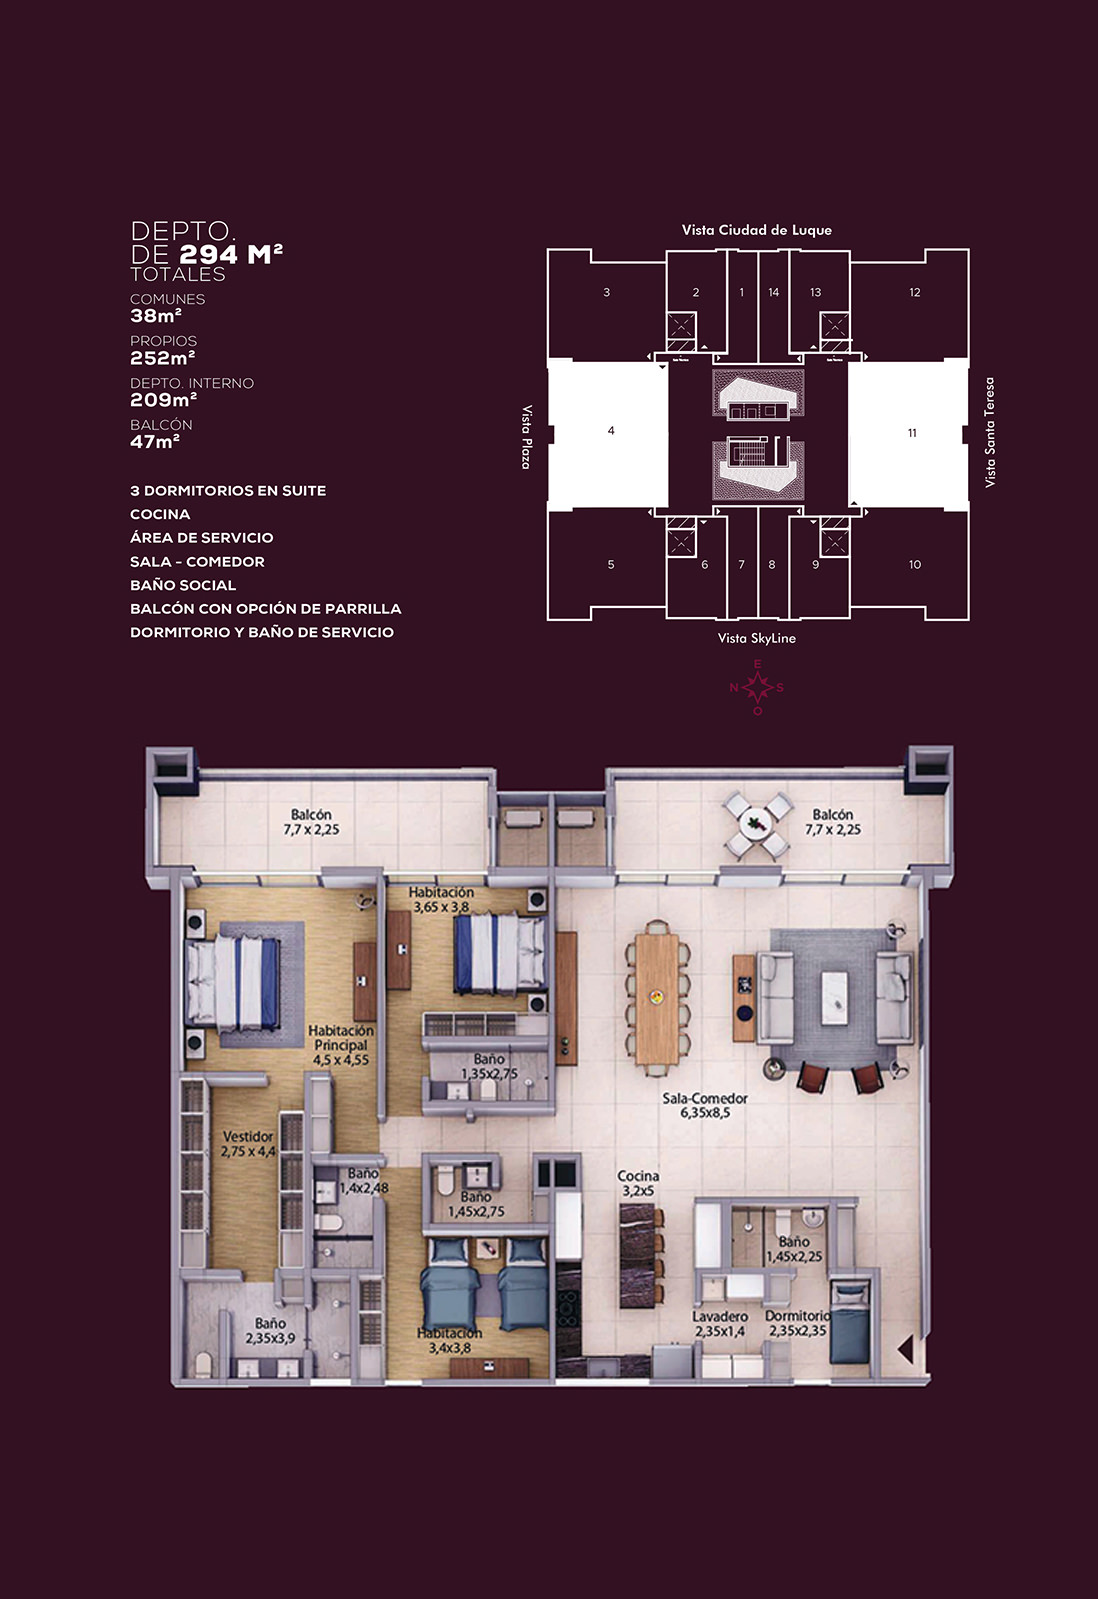 DEPTO.
DE 294 M²
TOTALES
COMUNES
38m²
PROPIOS
252m²
DEPTO. INTERNO
209m²
BALCÓN
47m²
3 DORMITORIOS EN SUITE
COCINA
ÁREA DE SERVICIO
SALA - COMEDOR
BAÑO SOCIAL
BALCÓN CON OPCIÓN DE PARRILLA
DORMITORIO Y BAÑO DE SERVICIO
Vista Ciudad de Luque
3
2
1
14
13
12
Vista Plaza
4
11
Vista Santa Teresa
5
6
7
8
9
10
Vista SkyLine
E
N
S
O
Balcón
7,7 x 2,25
Balcón
7,7 x 2,25
Habitación
3,65 x 3,8
Habitación
Principal
4,5 x 4,55
Baño
1,35x2,75
Sala-Comedor
6,35x8,5
Vestidor
2,75 x 4,4
Baño
1,4x2,48
Baño
1,45x2,75
Cocina
3,2x5
Baño
1,45x2,25
Baño
2,35x3,9
Habitación
3,4x3,8
Lavadero
2,35x1,4
Dormitorio
2,35x2,35